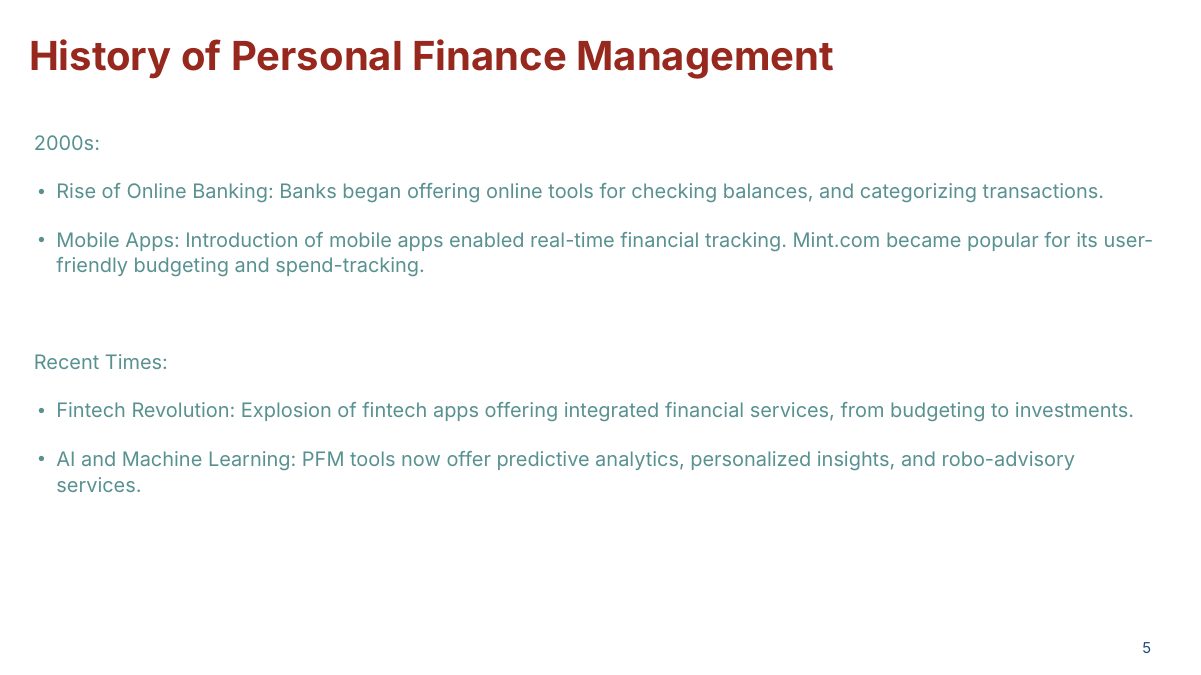 History of Personal Finance Management
2000s:
• Rise of Online Banking: Banks began offering online tools for checking balances, and categorizing transactions.
• Mobile Apps: Introduction of mobile apps enabled real-time financial tracking. Mint.com became popular for its user-
friendly budgeting and spend-tracking.
Recent Times:
• Fintech Revolution: Explosion of fintech apps offering integrated financial services, from budgeting to investments.
• AI and Machine Learning: PFM tools now offer predictive analytics, personalized insights, and robo-advisory
services.
5